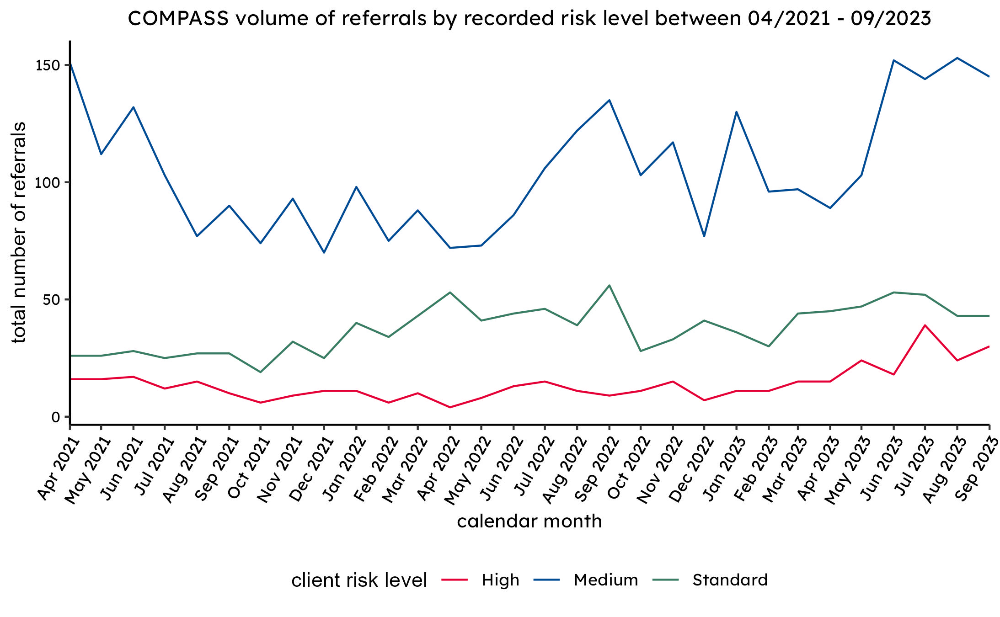 COMPASS volume of referrals by recorded risk level between 04/2021 - 09/2023
total number of referrals
150
100
50
0
Apr 2021
May 2021
Jun 2021
Jul 2021
Aug 2021
Sep 2021
Oct 2021
Nov 2021
Dec 2021
Jan 2022
Feb 2022
Mar 2022
Apr 2022
May 2022
Jun 2022
Jul 2022
Aug 2022
Sep 2022
Oct 2022
Nov 2022
Dec 2022
Jan 2023
Feb 2023
Mar 2023
Apr 2023
May 2023
Jun 2023
Jul 2023
Aug 2023
Sep 2023
calendar month
client risk level High Medium Standard